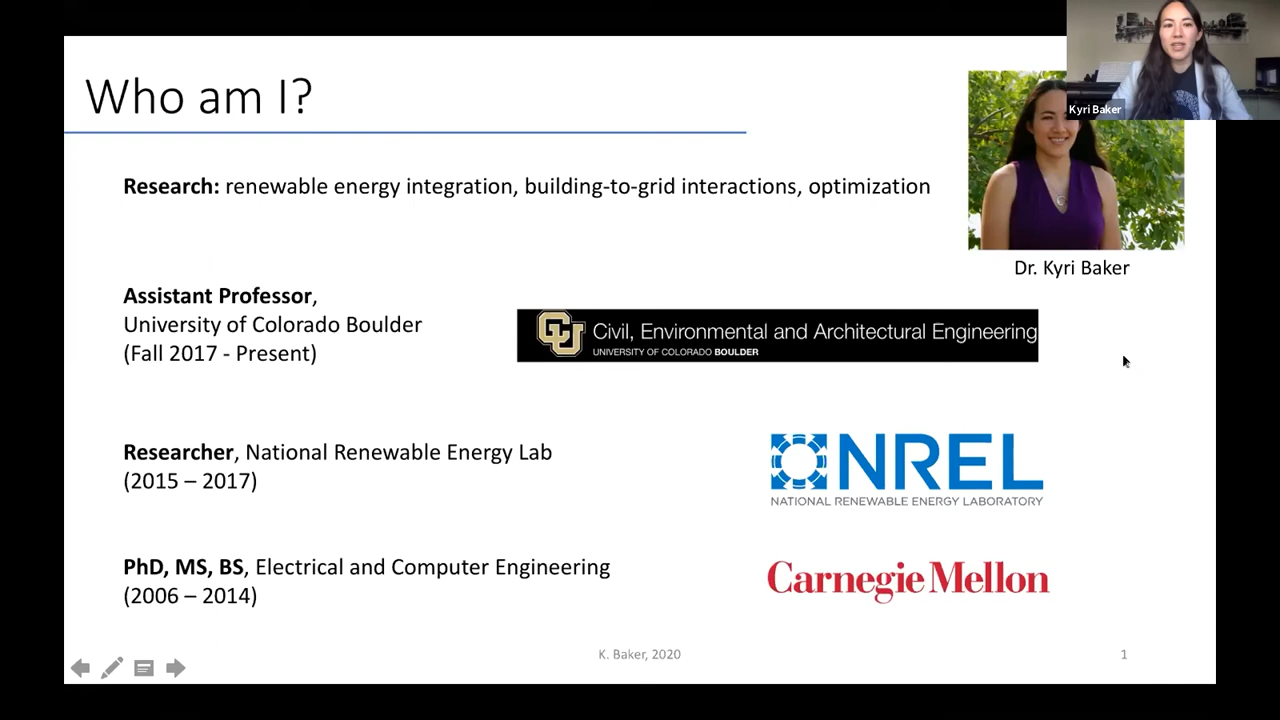 Who am I?
Kyri Baker
Research: renewable energy integration, building-to-grid interactions, optimization
Dr. Kyri Baker
Assistant Professor,
University of Colorado Boulder
(Fall 2017 - Present)
CU
Civil, Environmental and Architectural Engineering
UNIVERSITY OF COLORADO BOULDER
Researcher, National Renewable Energy Lab
(2015 – 2017)
NREL
NATIONAL RENEWABLE ENERGY LABORATORY
PhD, MS, BS, Electrical and Computer Engineering
(2006 – 2014)
Carnegie Mellon
K. Baker, 2020
1